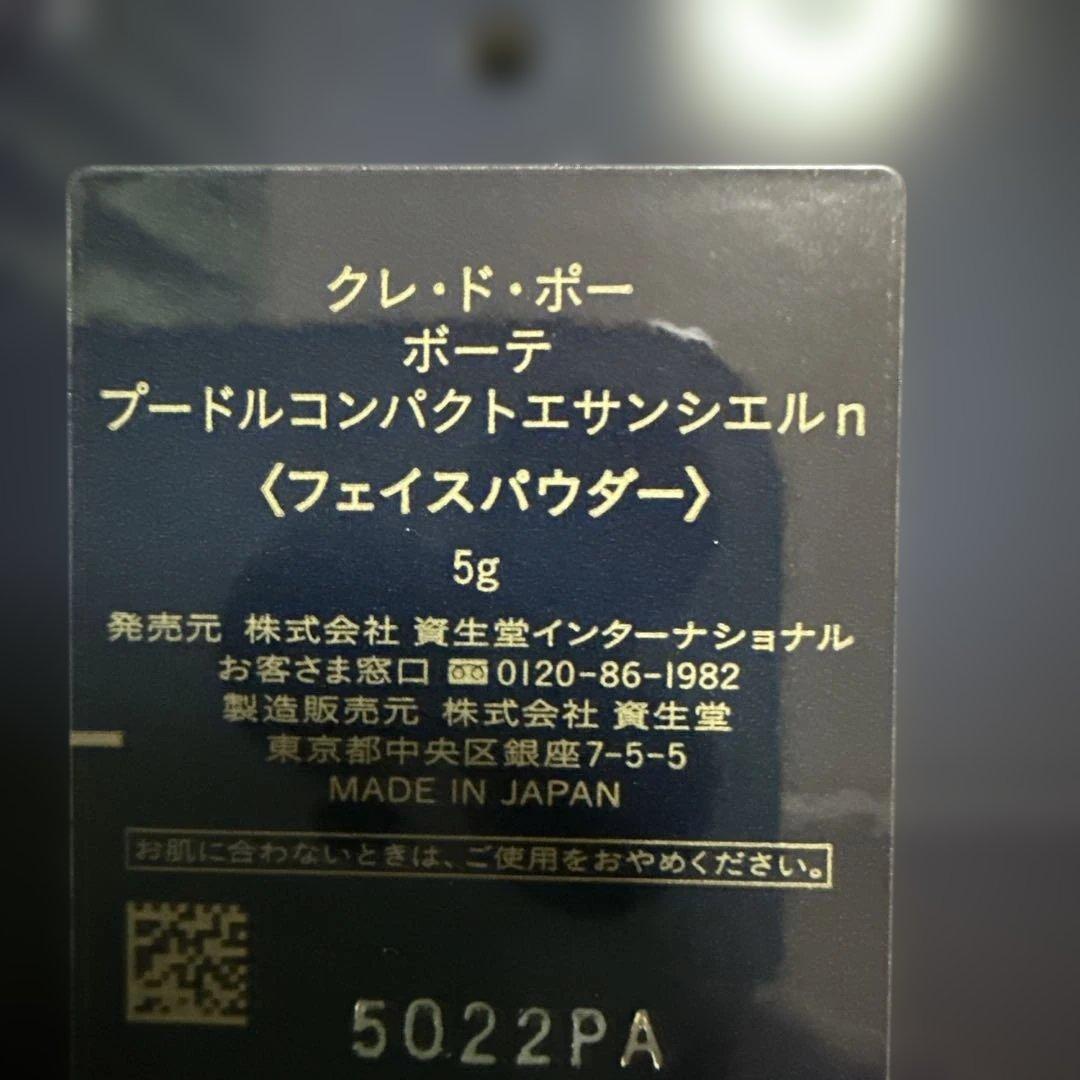 クレ・ド・ポー
ボーテ
プードルコンパクトエサンシエルn
〈フェイスパウダー〉
5g
発売元 株式会社 資生堂インターナショナル
お客さま窓口 0120-86-1982
製造販売元 株式会社 資生堂
東京都中央区銀座7-5-5
MADE IN JAPAN
お肌に合わないときは、ご使用をおやめください。
5022PA